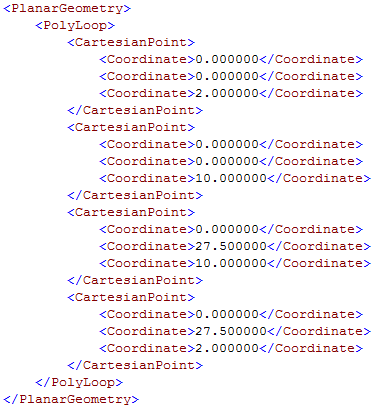 <PlanarGeometry>
<PolyLoop>
<CartesianPoint>
<Coordinate>0.000000</Coordinate>
<Coordinate>0.000000</Coordinate>
<Coordinate>2.000000</Coordinate>
</CartesianPoint>
<CartesianPoint>
<Coordinate>0.000000</Coordinate>
<Coordinate>0.000000</Coordinate>
<Coordinate>10.000000</Coordinate>
</CartesianPoint>
<CartesianPoint>
<Coordinate>0.000000</Coordinate>
<Coordinate>27.500000</Coordinate>
<Coordinate>10.000000</Coordinate>
</CartesianPoint>
<CartesianPoint>
<Coordinate>0.000000</Coordinate>
<Coordinate>27.500000</Coordinate>
<Coordinate>2.000000</Coordinate>
</CartesianPoint>
</PolyLoop>
</PlanarGeometry>